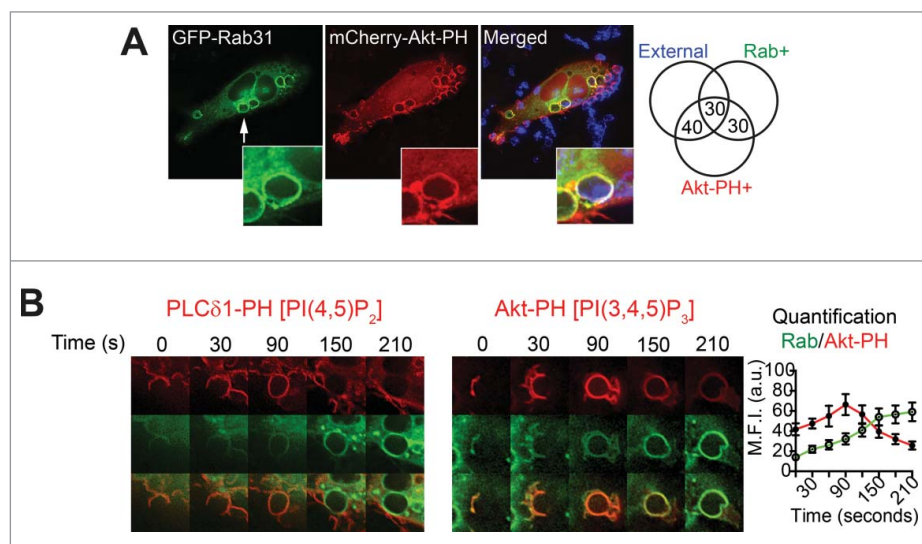 A
GFP-Rab31
mCherry-Akt-PH
Merged
External
Rab+
30
40
30
Akt-PH+
B
PLCδ1-PH [PI(4,5)P2]
Time (s)
0 30 90 150 210
Akt-PH [PI(3,4,5)P3]
0 30 90 150 210
Quantification
Rab/Akt-PH
M.F.I. (a.u.)
100
80
60
40
20
0
30 90 150 210
Time (seconds)